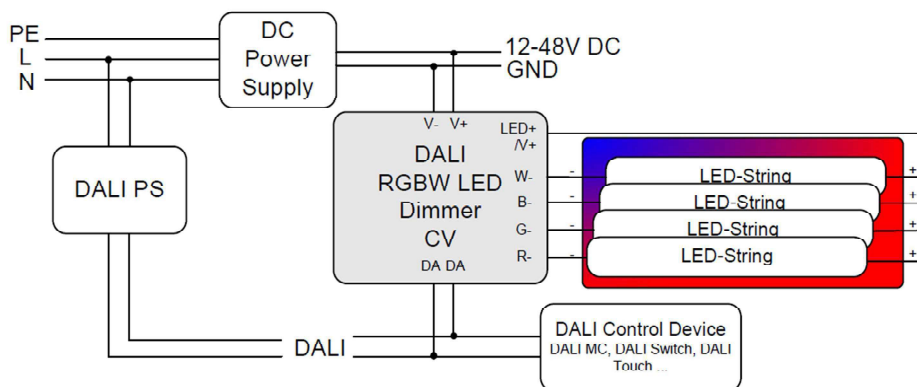 PE
L
N
DC
Power
Supply
12-48V DC
GND
V- V+
LED+
/V+
DALI
RGBW LED
Dimmer
CV
W-
B-
G-
R-
DA DA
- LED-String +
- LED-String +
- LED-String +
- LED-String +
DALI PS
DALI
DALI Control Device
DALI MC, DALI Switch, DALI
Touch ...